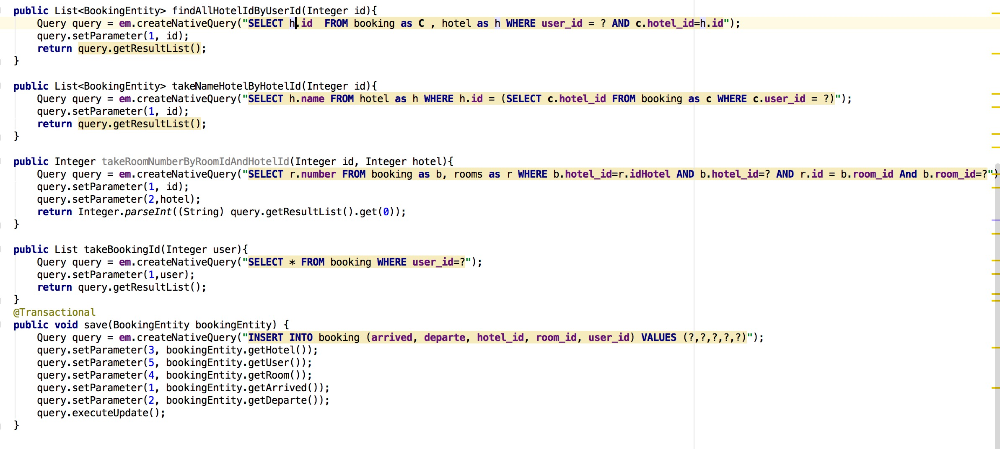 public List<BookingEntity> findAllHotelIdByUserId(Integer id){
    Query query = em.createNativeQuery("SELECT h.id  FROM booking as C , hotel as h WHERE user_id = ? AND c.hotel_id=h.id");
    query.setParameter(1, id);
    return query.getResultList();
}

public List<BookingEntity> takeNameHotelByHotelId(Integer id){
    Query query = em.createNativeQuery("SELECT h.name FROM hotel as h WHERE h.id = (SELECT c.hotel_id FROM booking as c WHERE c.user_id = ?)");
    query.setParameter(1, id);
    return query.getResultList();
}

public Integer takeRoomNumberByRoomIdAndHotelId(Integer id, Integer hotel){
    Query query = em.createNativeQuery("SELECT r.number FROM booking as b, rooms as r WHERE b.hotel_id=r.idHotel AND b.hotel_id=? AND r.id = b.room_id And b.room_id=?")
    query.setParameter(1, id);
    query.setParameter(2,hotel);
    return Integer.parseInt((String) query.getResultList().get(0));
}

public List takeBookingId(Integer user){
    Query query = em.createNativeQuery("SELECT * FROM booking WHERE user_id=?");
    query.setParameter(1,user);
    return query.getResultList();
}
@Transactional
public void save(BookingEntity bookingEntity) {
    Query query = em.createNativeQuery("INSERT INTO booking (arrived, departe, hotel_id, room_id, user_id) VALUES (?,?,?,?,?)");
    query.setParameter(3, bookingEntity.getHotel());
    query.setParameter(5, bookingEntity.getUser());
    query.setParameter(4, bookingEntity.getRoom());
    query.setParameter(1, bookingEntity.getArrived());
    query.setParameter(2, bookingEntity.getDeparte());
    query.executeUpdate();
}